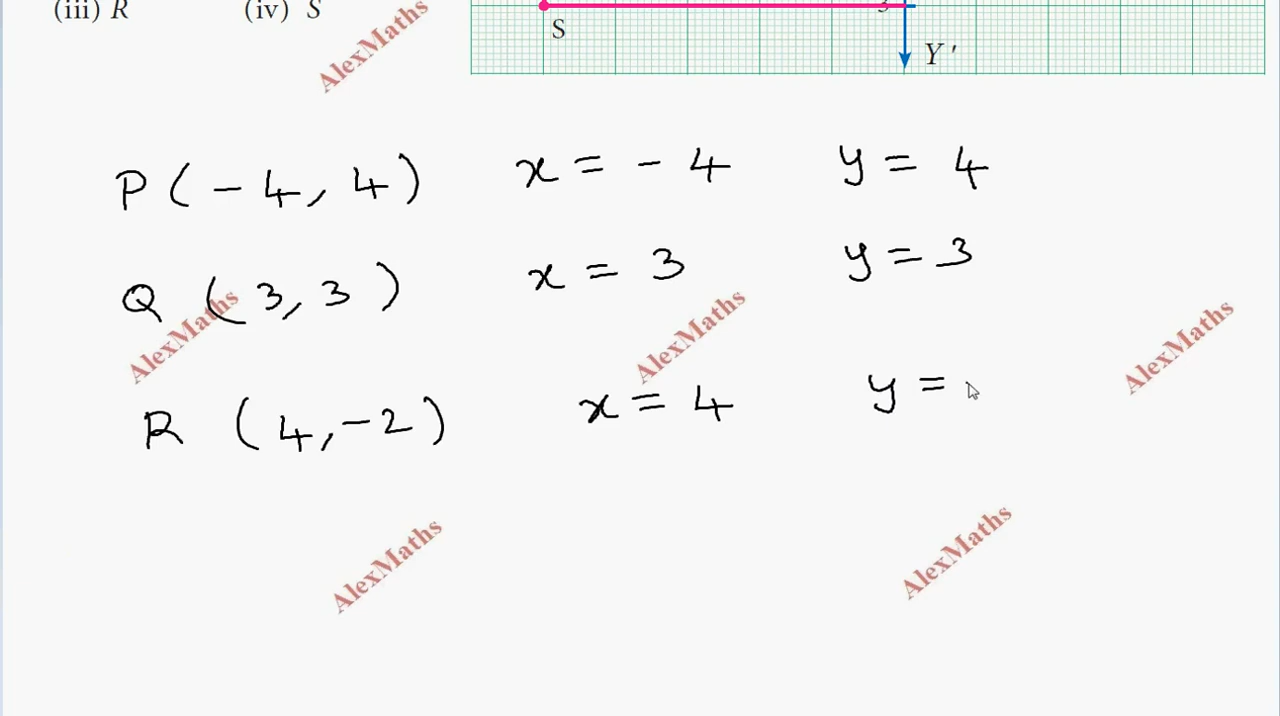 (iii) R (iv) S
3
S
Y'
P(-4, 4) x = -4 y = 4
Q (3, 3) x = 3 y = 3
R (4, -2) x = 4 y =
AlexMaths
AlexMaths
AlexMaths
AlexMaths
AlexMaths
AlexMaths